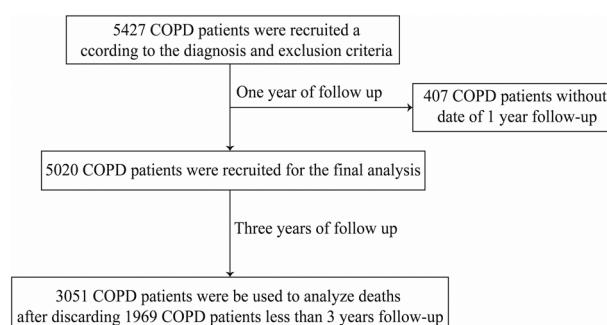 5427 COPD patients were recruited a
ccording to the diagnosis and exclusion criteria
One year of follow up
407 COPD patients without
date of 1 year follow-up
5020 COPD patients were recruited for the final analysis
Three years of follow up
3051 COPD patients were be used to analyze deaths
after discarding 1969 COPD patients less than 3 years follow-up